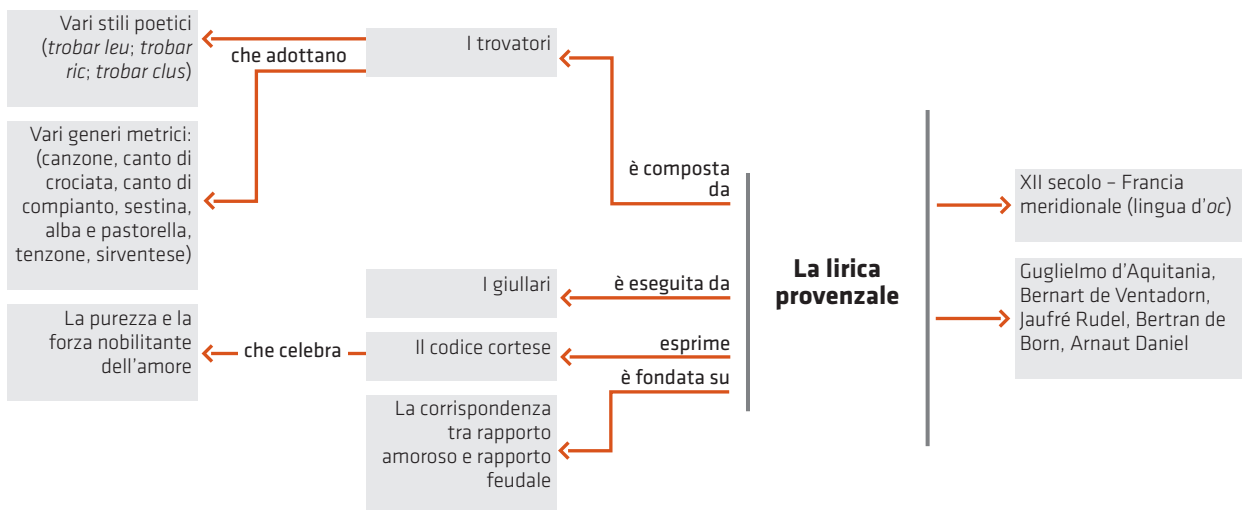 Vari stili poetici
(trobar leu; trobar
ric; trobar clus)
che adottano
I trovatori
Vari generi metrici:
(canzone, canto di
crociata, canto di
compianto, sestina,
alba e pastorella,
tenzone, sirventese)
è composta
da
I giullari
è eseguita da
La purezza e la
forza nobilitante
dell'amore
che celebra
Il codice cortese
esprime
è fondata su
La corrispondenza
tra rapporto
amoroso e rapporto
feudale
La lirica
provenzale
XII secolo – Francia
meridionale (lingua d'oc)
Guglielmo d'Aquitania,
Bernart de Ventadorn,
Jaufré Rudel, Bertran de
Born, Arnaut Daniel